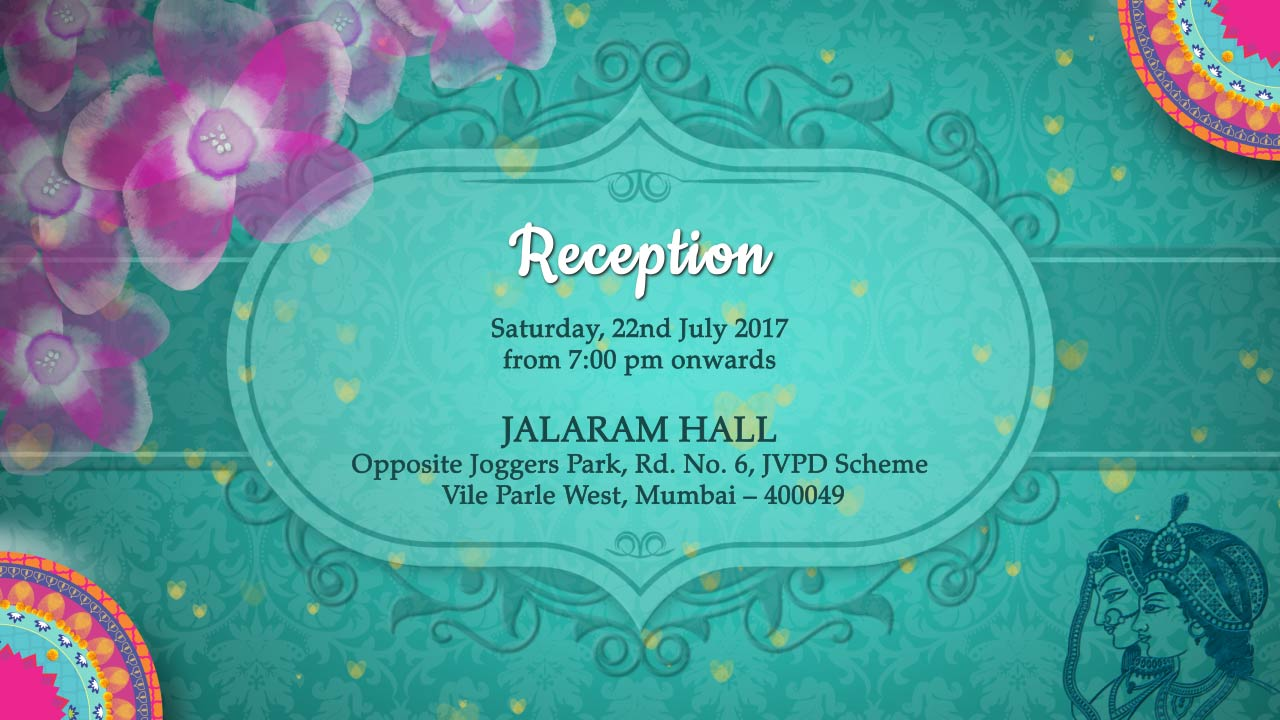 Reception
Saturday, 22nd July 2017
from 7:00 pm onwards
JALARAM HALL
Opposite Joggers Park, Rd. No. 6, JVPD Scheme
Vile Parle West, Mumbai – 400049